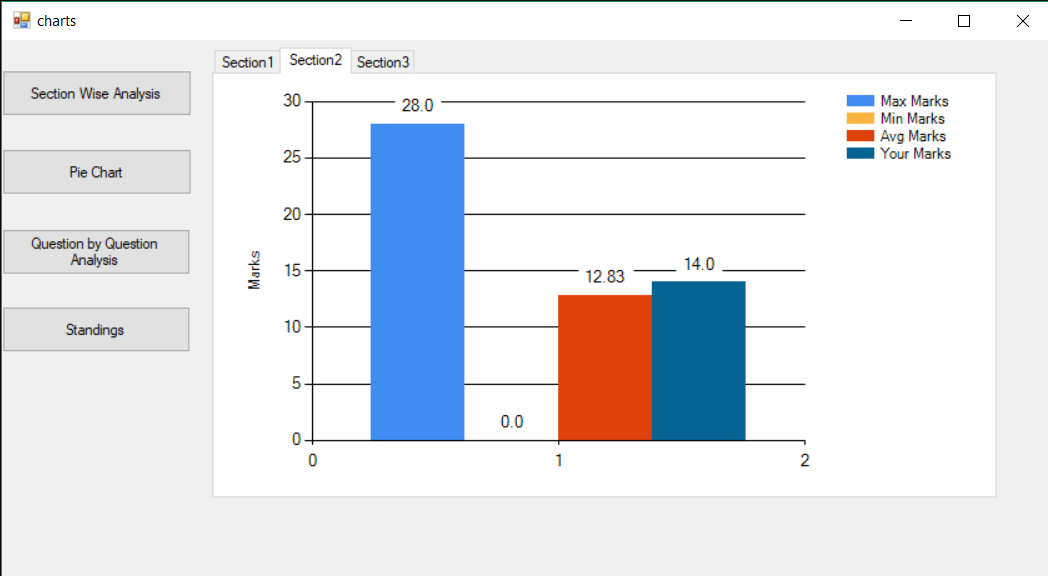 charts
Section Wise Analysis
Pie Chart
Question by Question
Analysis
Standings
Section1 Section2 Section3
Marks
30
25
20
15
10
5
0
28.0
0.0
12.83
14.0
0 1 2
Max Marks
Min Marks
Avg Marks
Your Marks